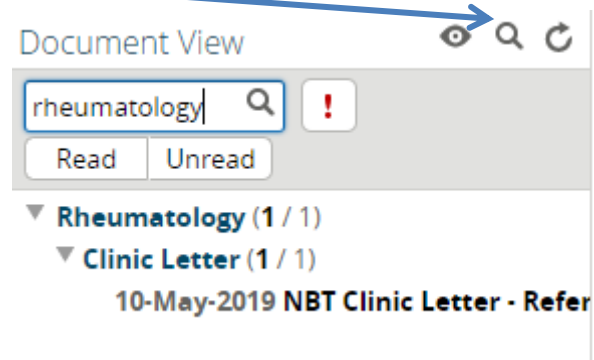 Document View
rheumatology
!
Read Unread
Rheumatology (1 / 1)
Clinic Letter (1 / 1)
10-May-2019 NBT Clinic Letter - Refer